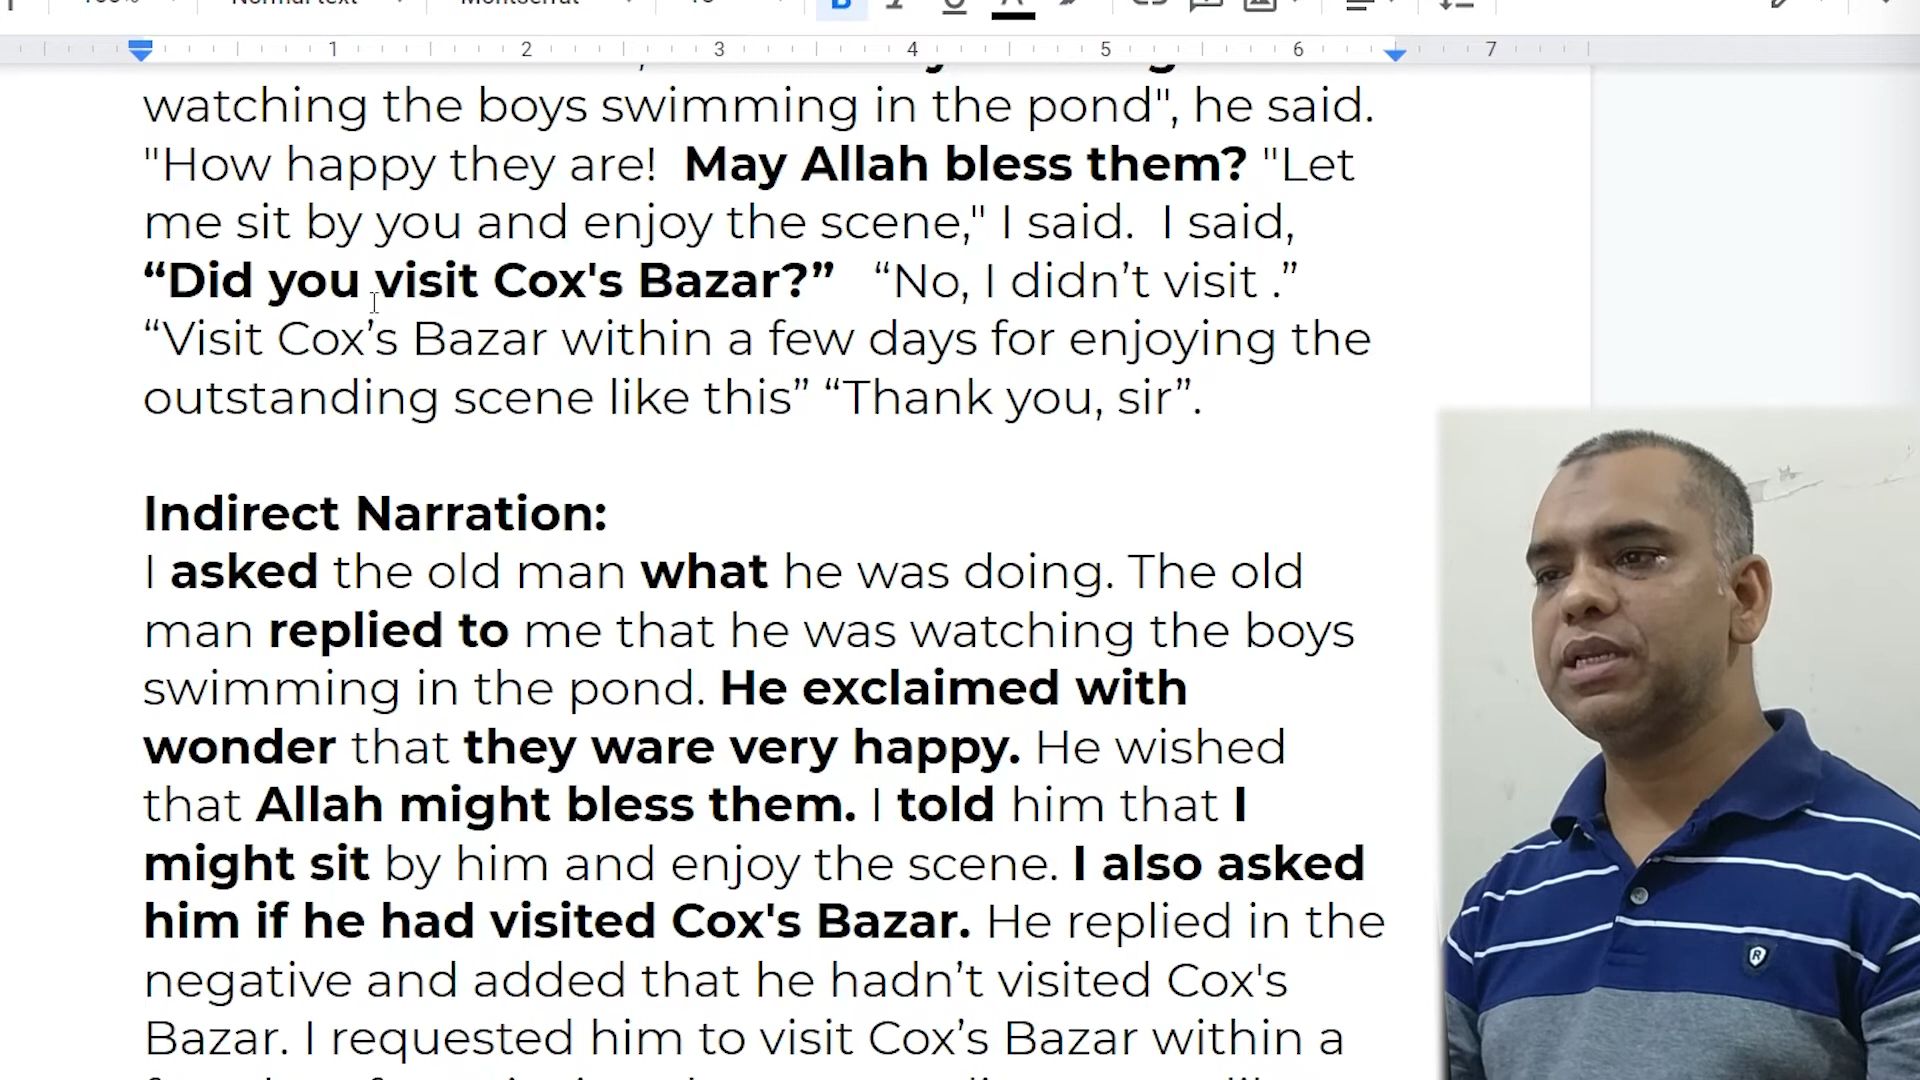 1 2 3 4 5 6 7
watching the boys swimming in the pond", he said.
"How happy they are! May Allah bless them? "Let
me sit by you and enjoy the scene," I said. I said,
“Did you visit Cox's Bazar?” “No, I didn’t visit .”
“Visit Cox’s Bazar within a few days for enjoying the
outstanding scene like this” “Thank you, sir”.
Indirect Narration:
I asked the old man what he was doing. The old
man replied to me that he was watching the boys
swimming in the pond. He exclaimed with
wonder that they ware very happy. He wished
that Allah might bless them. I told him that I
might sit by him and enjoy the scene. I also asked
him if he had visited Cox's Bazar. He replied in the
negative and added that he hadn’t visited Cox's
Bazar. I requested him to visit Cox’s Bazar within a
R